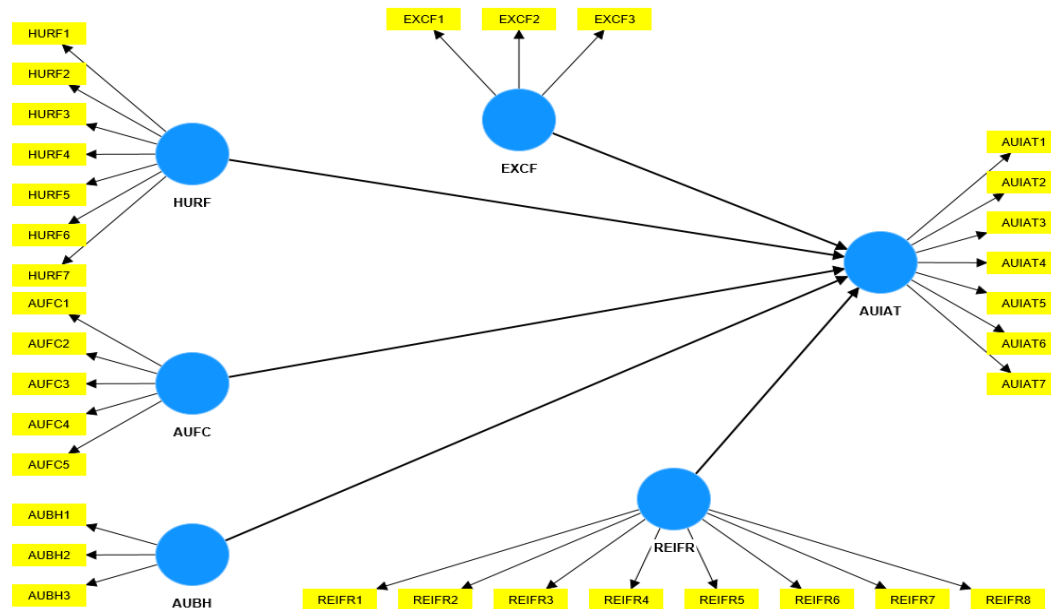 EXCF1
EXCF2
EXCF3
EXCF
HURF1
HURF2
HURF3
HURF4
HURF5
HURF6
HURF7
HURF
AUFC1
AUFC2
AUFC3
AUFC4
AUFC5
AUFC
AUBH1
AUBH2
AUBH3
AUBH
AUIAT
AUIAT1
AUIAT2
AUIAT3
AUIAT4
AUIAT5
AUIAT6
AUIAT7
REIFR
REIFR1
REIFR2
REIFR3
REIFR4
REIFR5
REIFR6
REIFR7
REIFR8